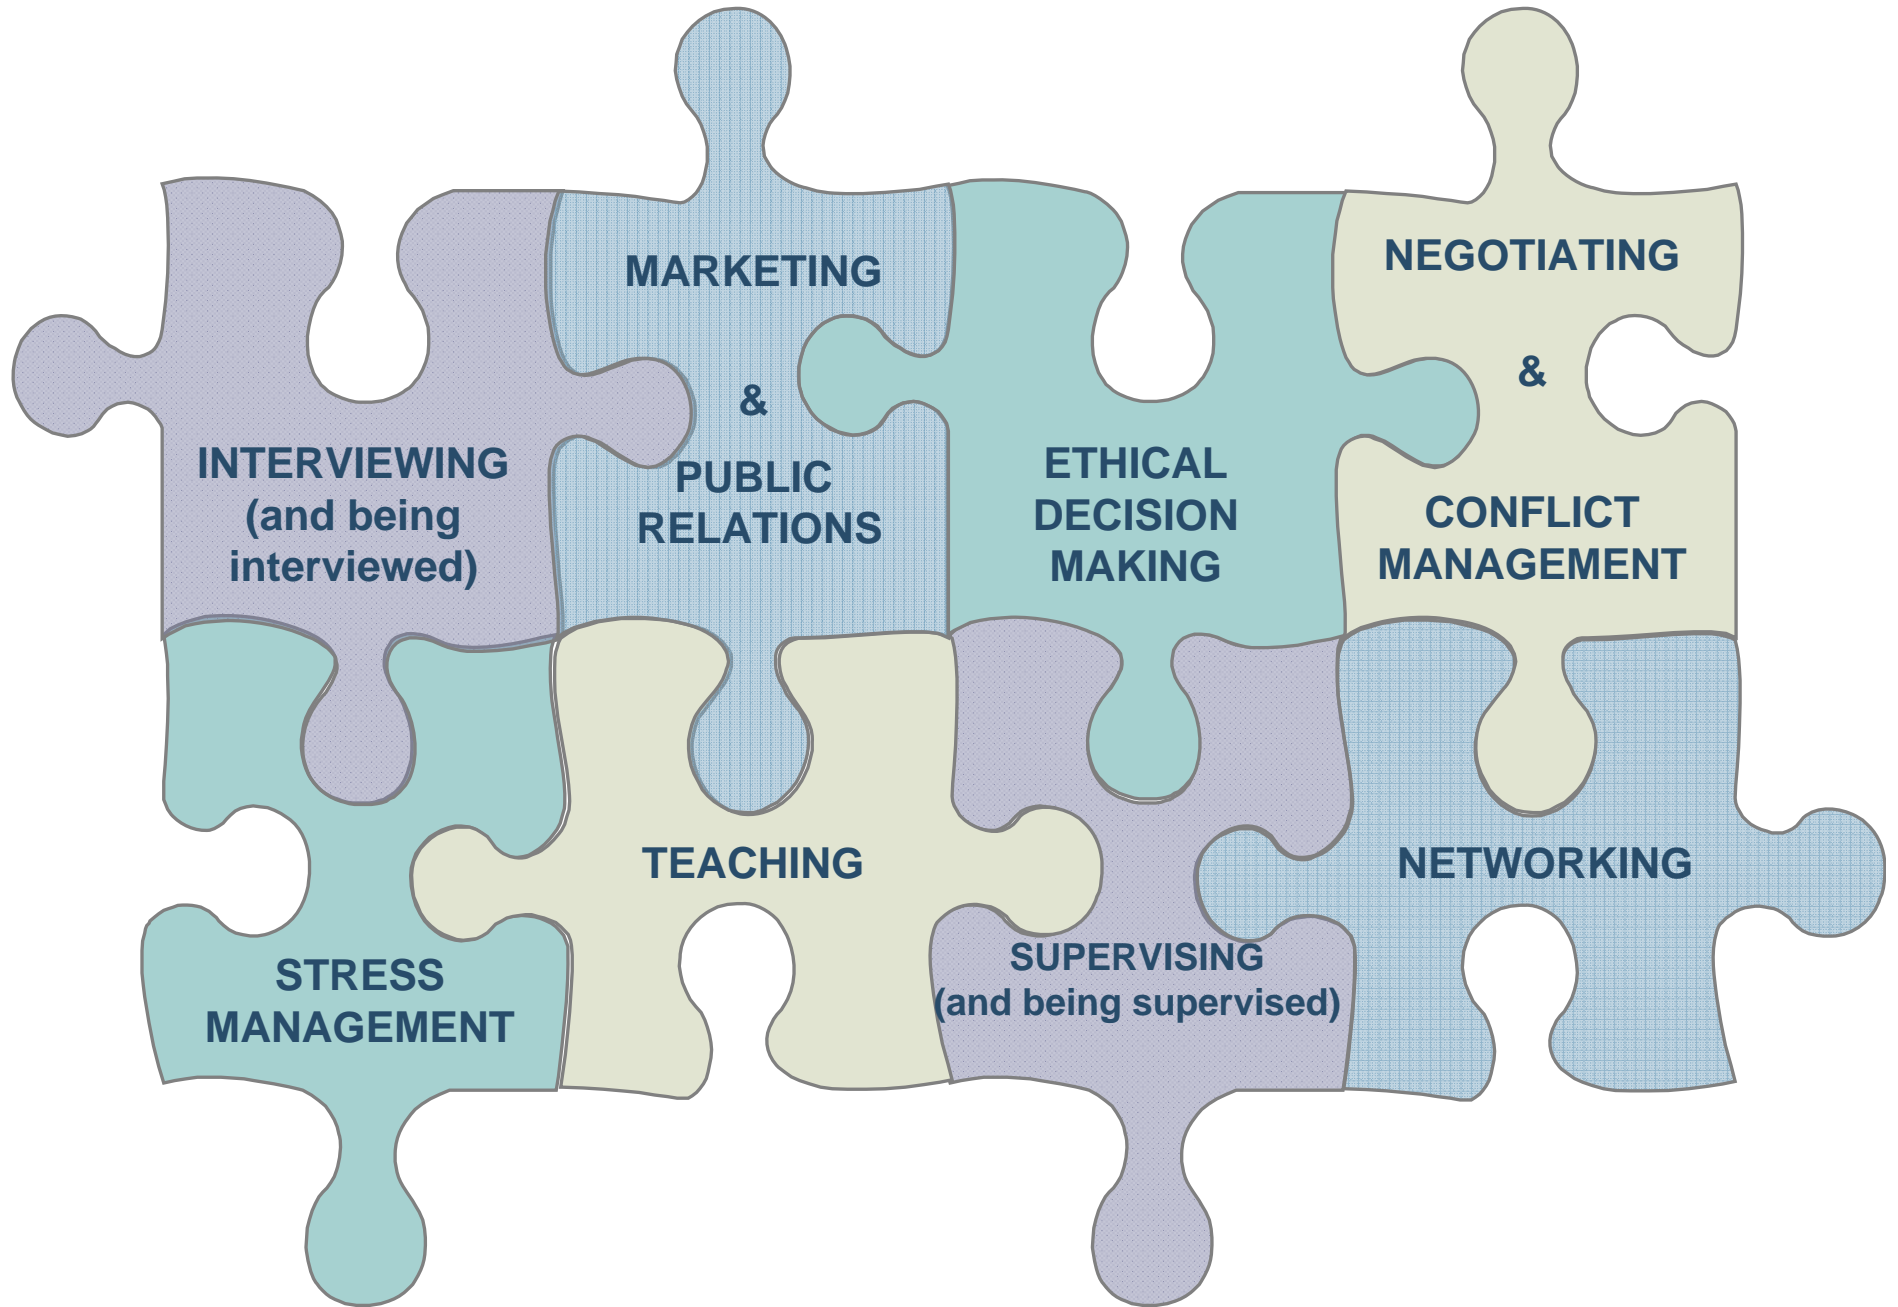 INTERVIEWING
(and being
interviewed)
MARKETING
&
PUBLIC
RELATIONS
ETHICAL
DECISION
MAKING
NEGOTIATING
&
CONFLICT
MANAGEMENT
STRESS
MANAGEMENT
TEACHING
SUPERVISING
(and being supervised)
NETWORKING